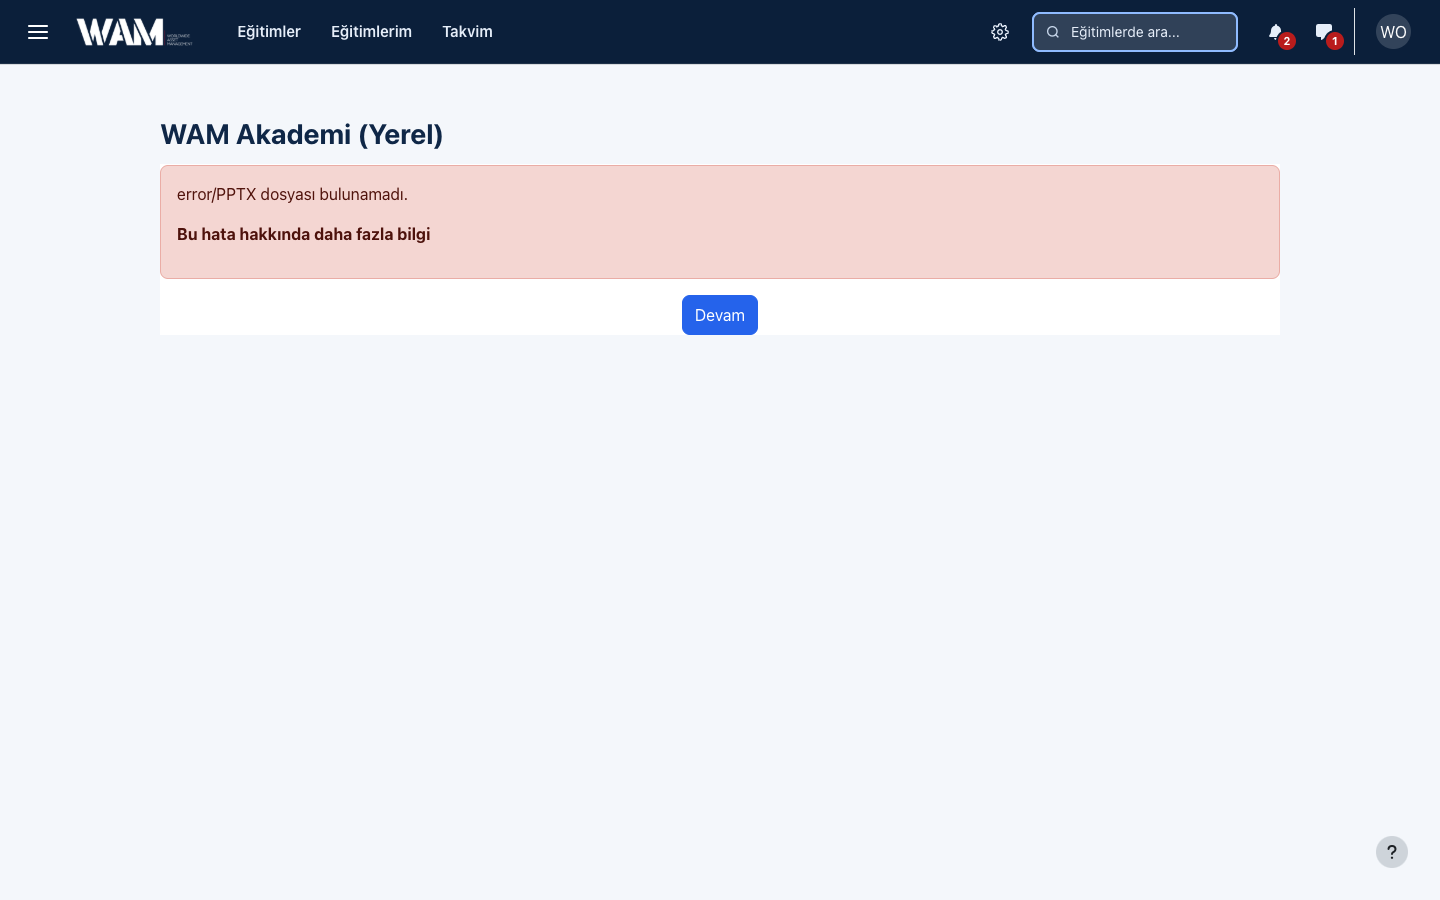 WAM
Eğitimler
Eğitimlerim
Takvim
Eğitimlerde ara...
2
1
WO
WAM Akademi (Yerel)
error/PPTX dosyası bulunamadı.
Bu hata hakkında daha fazla bilgi
Devam
?